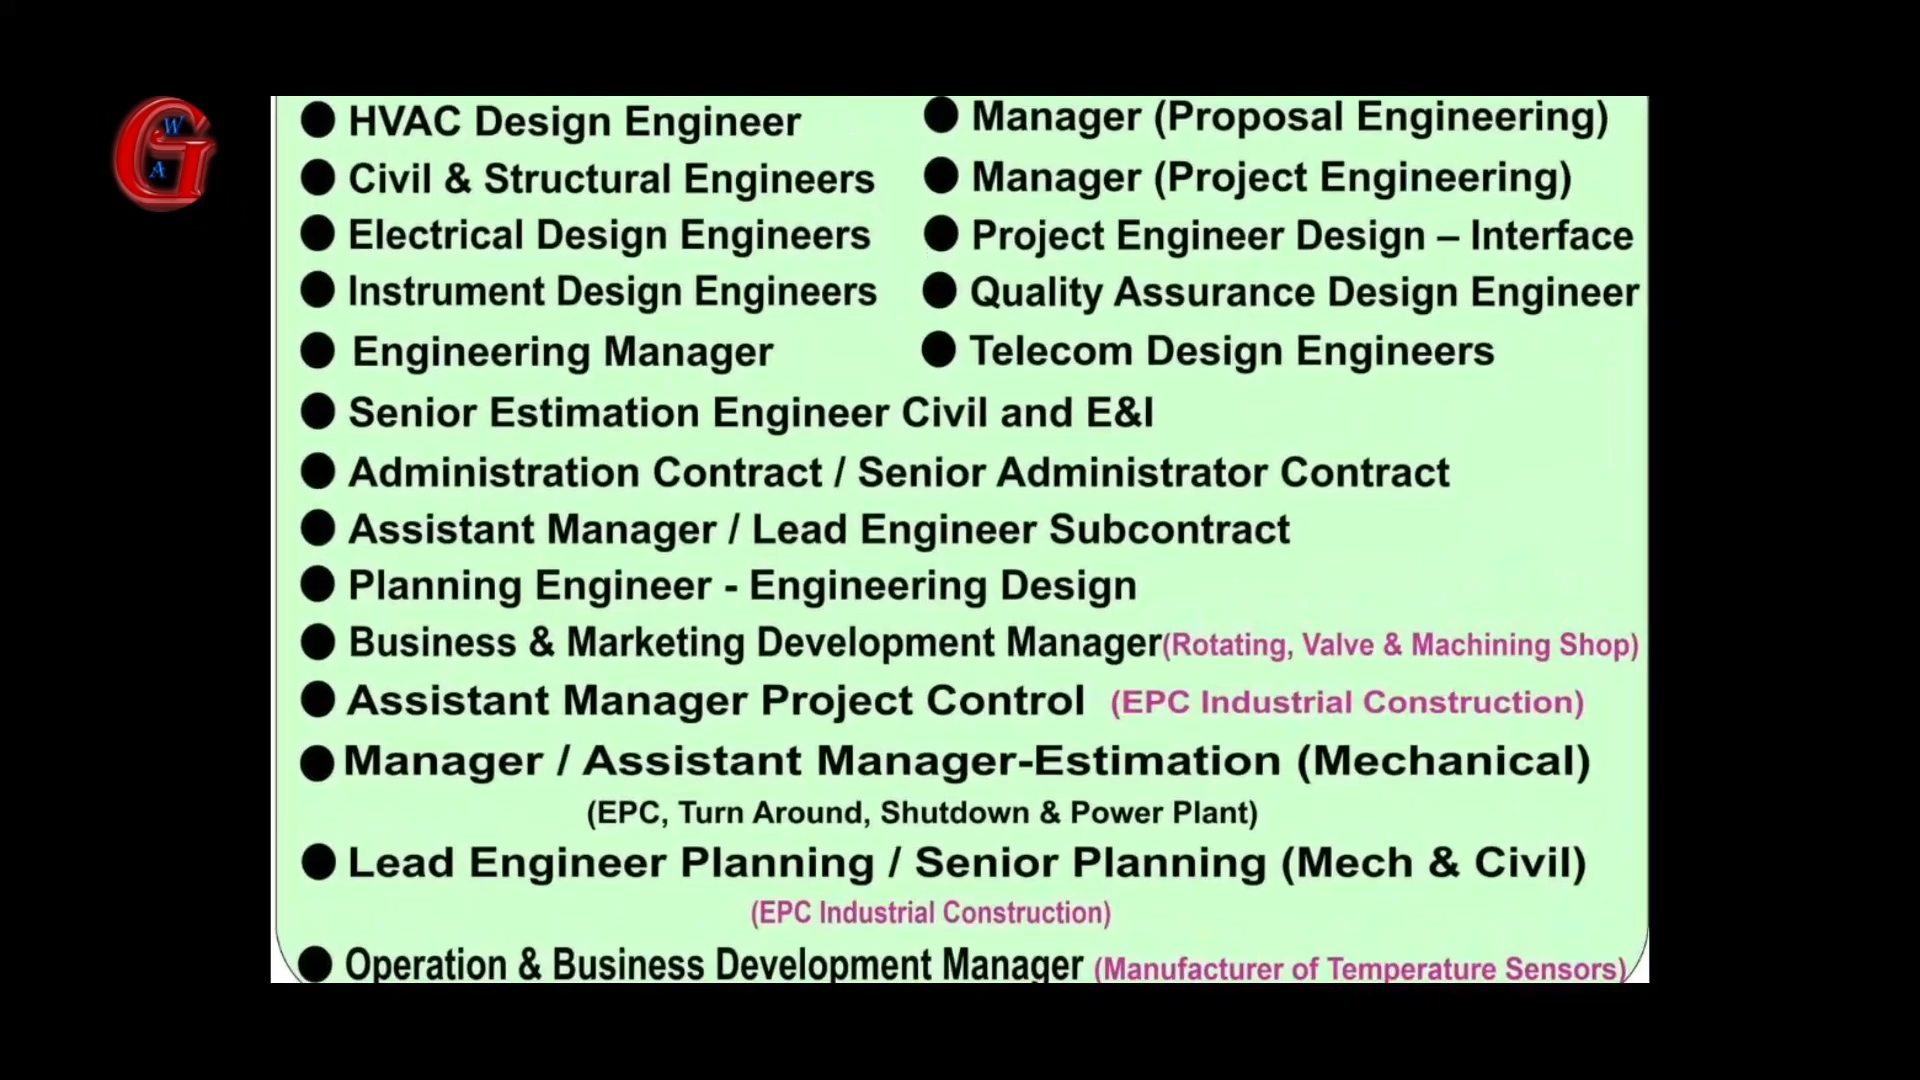 G
W
A
● HVAC Design Engineer
● Civil & Structural Engineers
● Electrical Design Engineers
● Instrument Design Engineers
● Engineering Manager
● Manager (Proposal Engineering)
● Manager (Project Engineering)
● Project Engineer Design – Interface
● Quality Assurance Design Engineer
● Telecom Design Engineers
● Senior Estimation Engineer Civil and E&I
● Administration Contract / Senior Administrator Contract
● Assistant Manager / Lead Engineer Subcontract
● Planning Engineer - Engineering Design
● Business & Marketing Development Manager(Rotating, Valve & Machining Shop)
● Assistant Manager Project Control (EPC Industrial Construction)
● Manager / Assistant Manager-Estimation (Mechanical)
(EPC, Turn Around, Shutdown & Power Plant)
● Lead Engineer Planning / Senior Planning (Mech & Civil)
(EPC Industrial Construction)
● Operation & Business Development Manager (Manufacturer of Temperature Sensors)